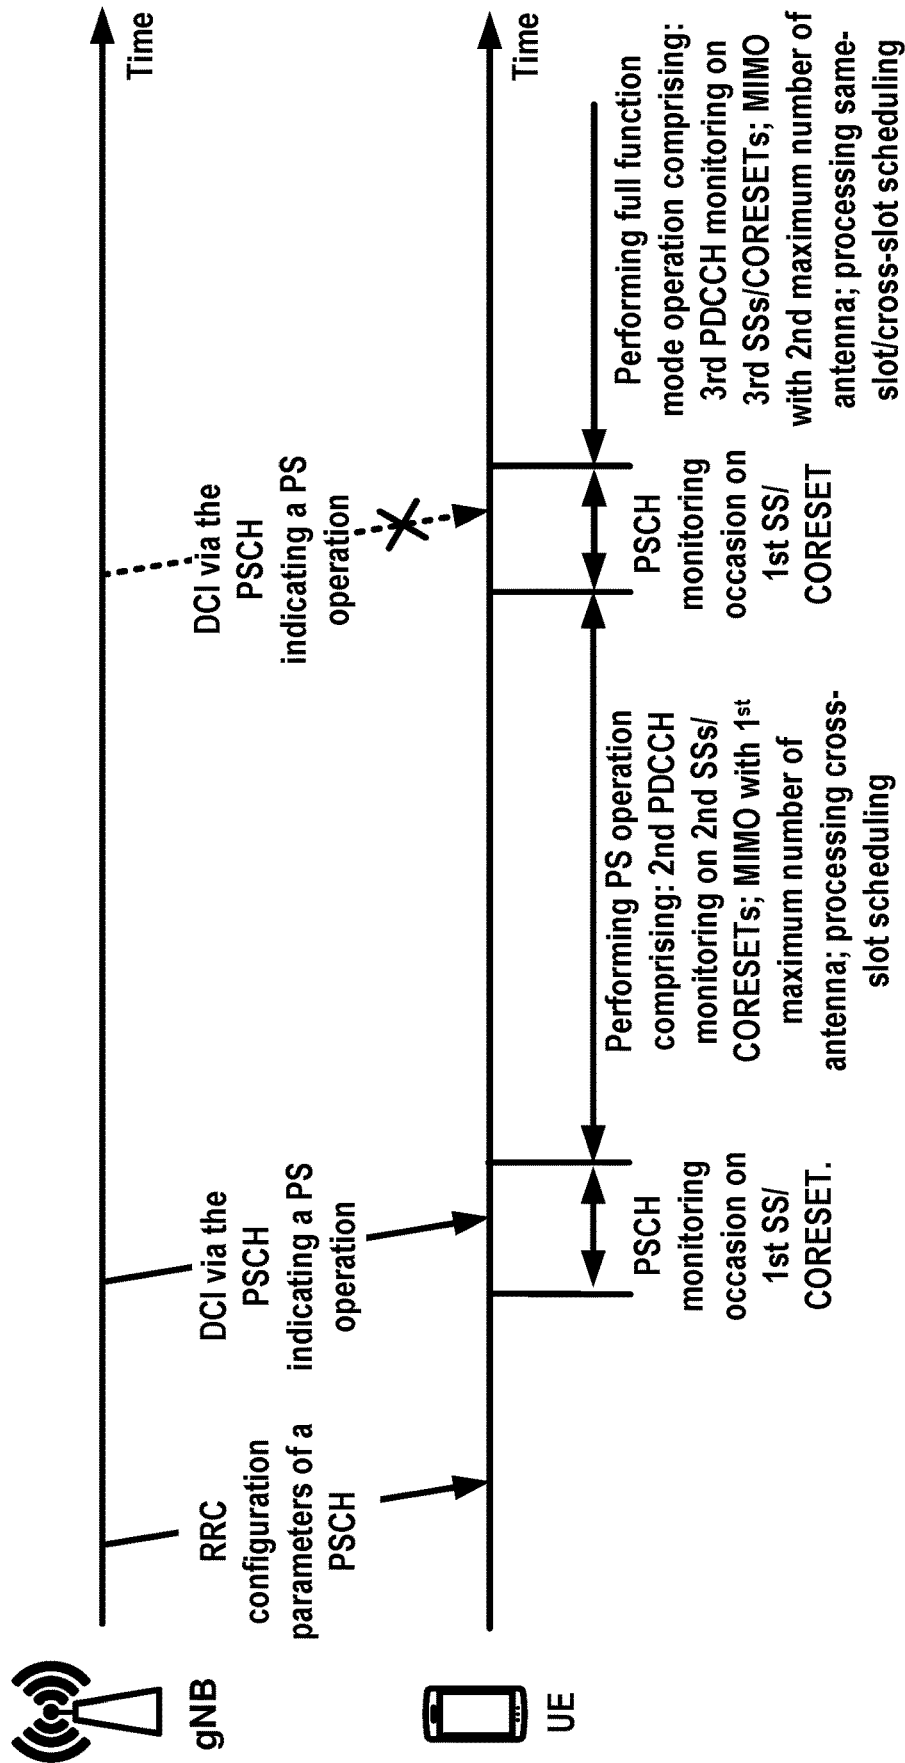 gNB
Time
RRC
configuration
parameters of a
PSCH
DCI via the
PSCH
indicating a PS
operation
DCI via the
PSCH
indicating a PS
operation
UE
Time
PSCH
monitoring
occasion on
1st SS/
CORESET.
Performing PS operation
comprising: 2nd PDCCH
monitoring on 2nd SSs/
CORESETs; MIMO with 1st
maximum number of
antenna; processing cross-
slot scheduling
PSCH
monitoring
occasion on
1st SS/
CORESET
Performing full function
mode operation comprising:
3rd PDCCH monitoring on
3rd SSs/CORESETs; MIMO
with 2nd maximum number of
antenna; processing same-
slot/cross-slot scheduling